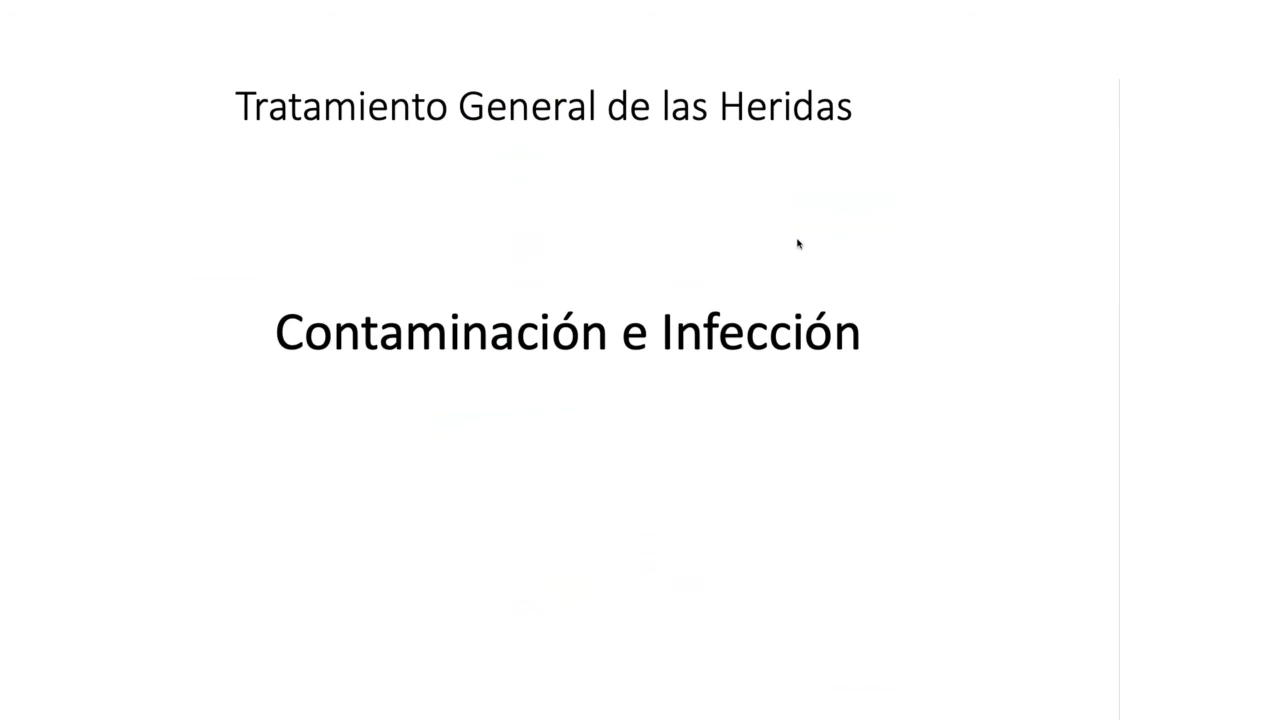 Tratamiento General de las Heridas
Contaminación e Infección